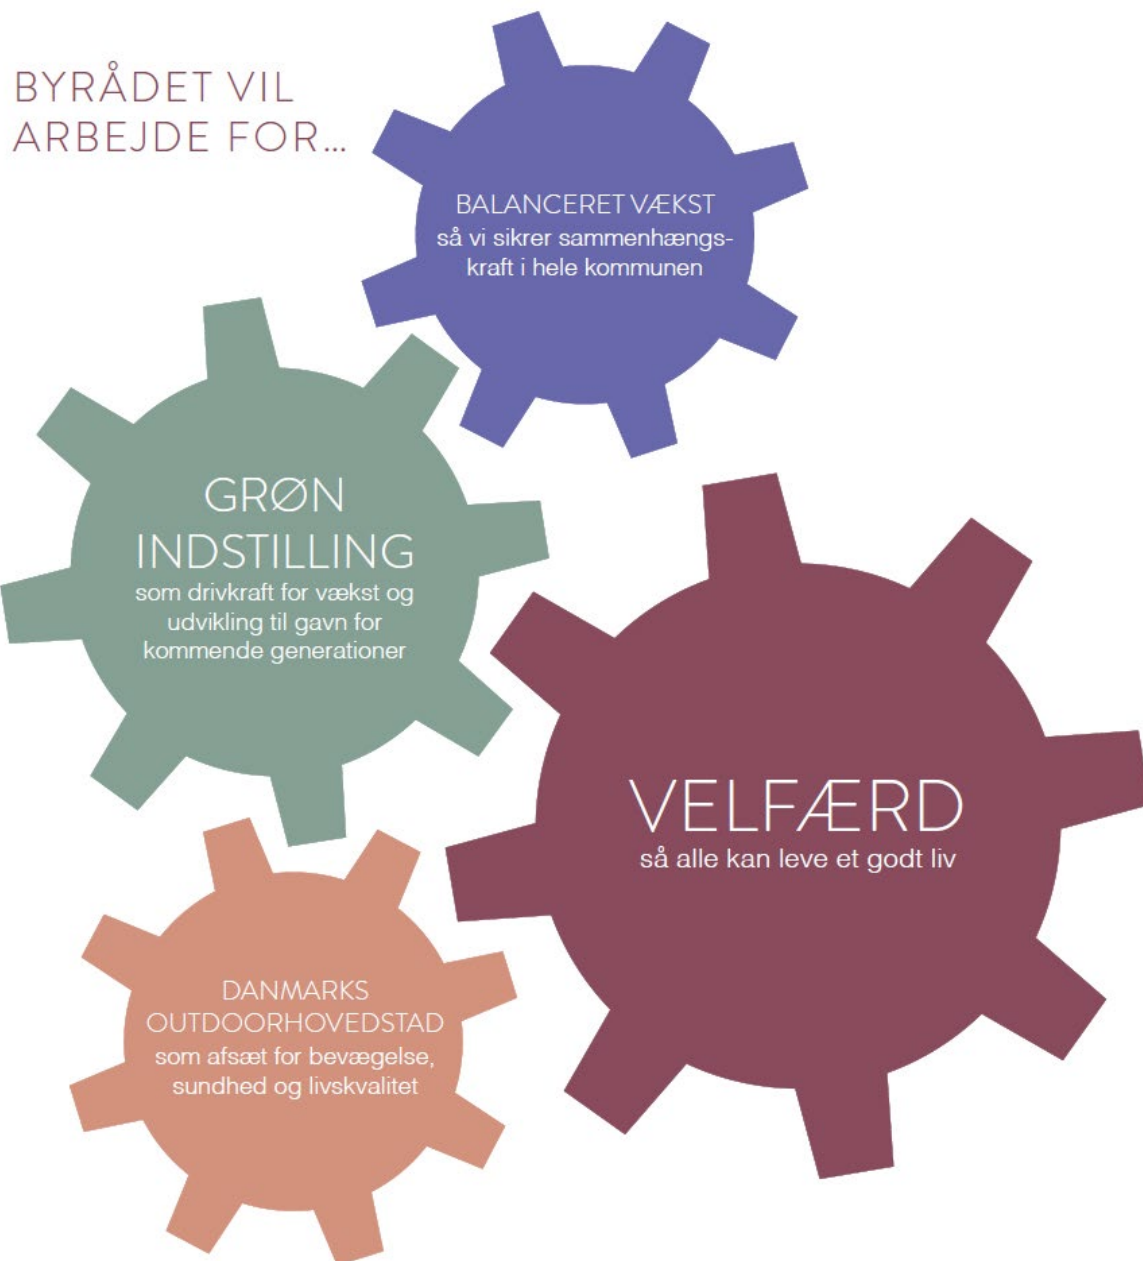 BYRÅDET VIL
ARBEJDE FOR...
BALANCERET VÆKST
så vi sikrer sammenhængs-
kraft i hele kommunen
GRØN
INDSTILLING
som drivkraft for vækst og
udvikling til gavn for
kommende generationer
VELFÆRD
så alle kan leve et godt liv
DANMARKS
OUTDOORHOVEDSTAD
som afsæt for bevægelse,
sundhed og livskvalitet